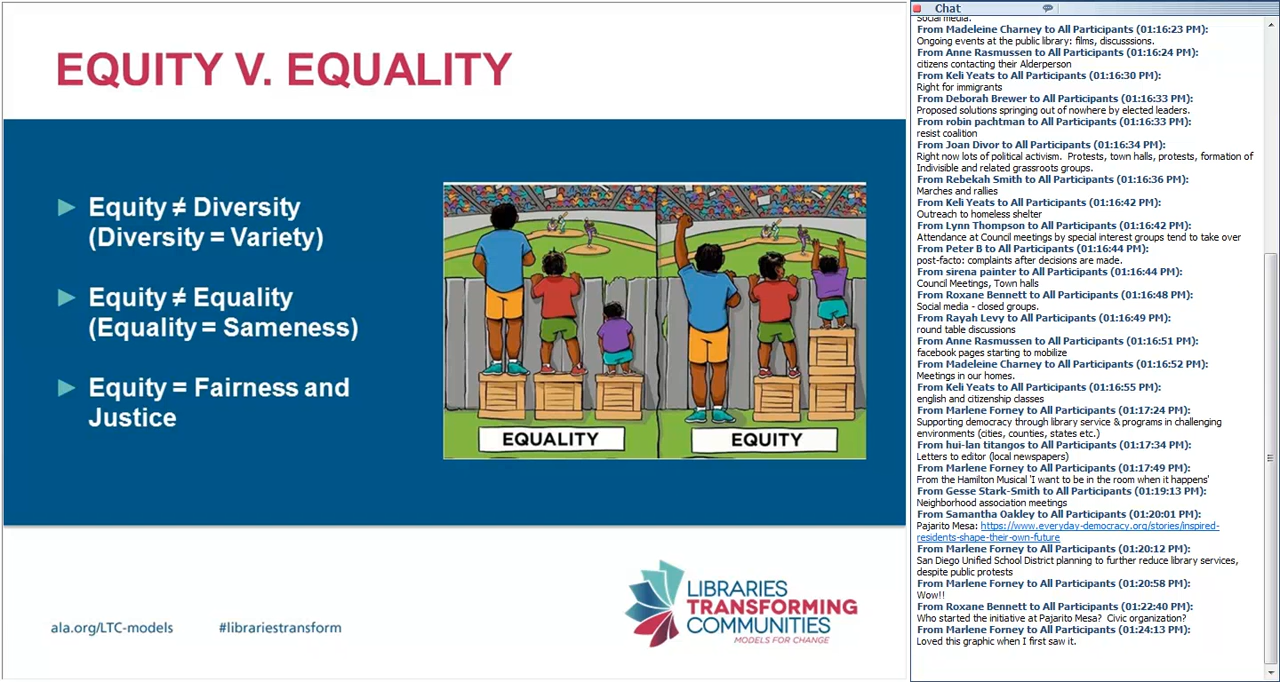 EQUITY V. EQUALITY
Equity ≠ Diversity
(Diversity = Variety)
Equity ≠ Equality
(Equality = Sameness)
Equity = Fairness and
Justice
EQUALITY
EQUITY
ala.org/LTC-models
#librariestransform
LIBRARIES
TRANSFORMING
COMMUNITIES
MODELS FOR CHANGE
Chat
Social media.
From Madeleine Charney to All Participants (01:16:23 PM):
Ongoing events at the public library: films, discusssions.
From Anne Rasmussen to All Participants (01:16:24 PM):
citizens contacting their Alderperson
From Keli Yeats to All Participants (01:16:30 PM):
Right for immigrants
From Deborah Brewer to All Participants (01:16:33 PM):
Proposed solutions springing out of nowhere by elected leaders.
From robin pachtman to All Participants (01:16:33 PM):
resist coalition
From Joan Divor to All Participants (01:16:34 PM):
Right now lots of political activism.  Protests, town halls, protests, formation of
Indivisible and related grassroots groups.
From Rebekah Smith to All Participants (01:16:36 PM):
Marches and rallies
From Keli Yeats to All Participants (01:16:42 PM):
Outreach to homeless shelter
From Lynn Thompson to All Participants (01:16:42 PM):
Attendance at Council meetings by special interest groups tend to take over
From Peter B to All Participants (01:16:44 PM):
post-facto: complaints after decisions are made.
From sirena painter to All Participants (01:16:44 PM):
Council Meetings, Town halls
From Roxane Bennett to All Participants (01:16:48 PM):
Social media - closed groups.
From Rayah Levy to All Participants (01:16:49 PM):
round table discussions
From Anne Rasmussen to All Participants (01:16:51 PM):
facebook pages starting to mobilize
From Madeleine Charney to All Participants (01:16:52 PM):
Meetings in our homes.
From Keli Yeats to All Participants (01:16:55 PM):
english and citizenship classes
From Marlene Forney to All Participants (01:17:24 PM):
Supporting democracy through library service & programs in challenging
environments (cities, counties, states etc.)
From hui-lan titangos to All Participants (01:17:34 PM):
Letters to editor (local newspapers)
From Marlene Forney to All Participants (01:17:49 PM):
From the Hamilton Musical 'I want to be in the room when it happens'
From Gesse Stark-Smith to All Participants (01:19:13 PM):
Neighborhood association meetings
From Samantha Oakley to All Participants (01:20:01 PM):
Pajarito Mesa: https://www.everyday-democracy.org/stories/inspired-
residents-shape-their-own-future
From Marlene Forney to All Participants (01:20:12 PM):
San Diego Unified School District planning to further reduce library services,
despite public protests
From Marlene Forney to All Participants (01:20:58 PM):
Wow!!
From Roxane Bennett to All Participants (01:22:40 PM):
Who started the initiative at Pajarito Mesa?  Civic organization?
From Marlene Forney to All Participants (01:24:13 PM):
Loved this graphic when I first saw it.